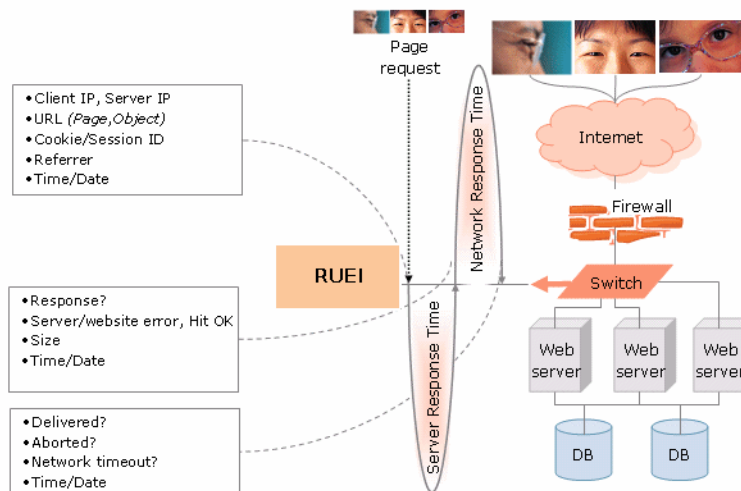 Page
request
• Client IP, Server IP
• URL (Page,Object)
• Cookie/Session ID
• Referrer
• Time/Date
Network Response Time
Internet
Firewall
RUEI
Switch
• Response?
• Server/website error, Hit OK
• Size
• Time/Date
Server Response Time
Web
server
Web
server
Web
server
• Delivered?
• Aborted?
• Network timeout?
• Time/Date
DB
DB